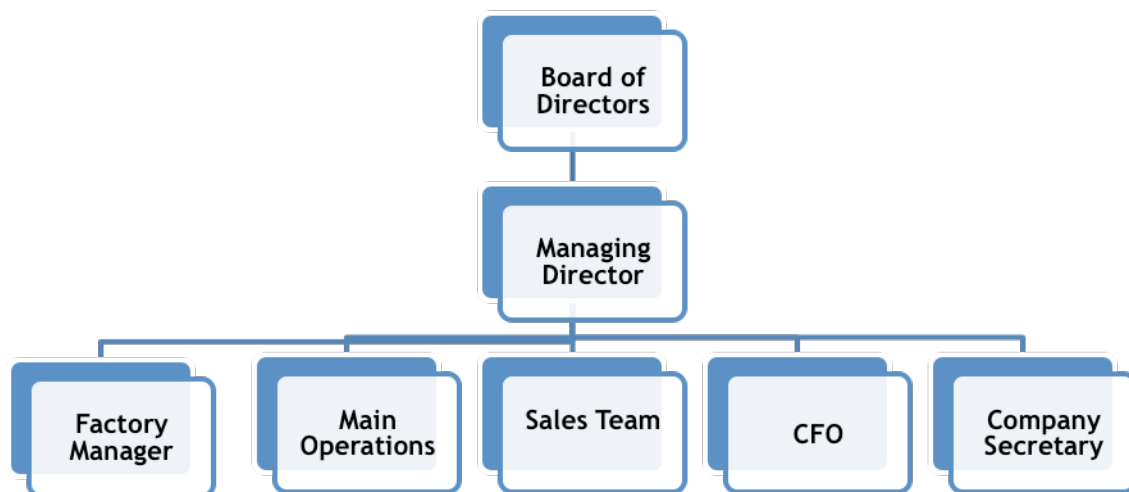 Board of
Directors
Managing
Director
Factory
Manager
Main
Operations
Sales Team
CFO
Company
Secretary